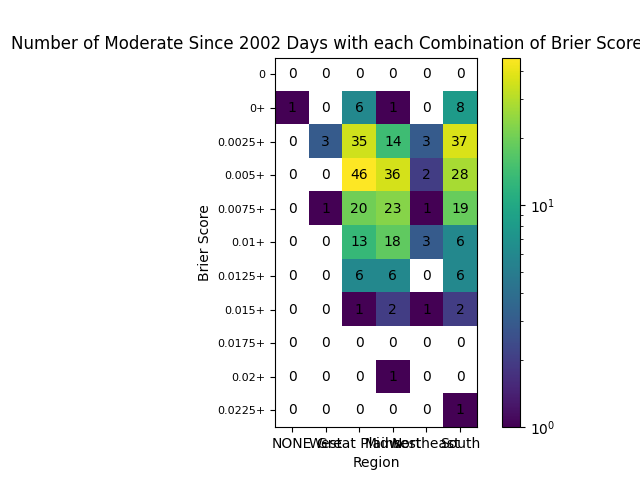 Number of Moderate Since 2002 Days with each Combination of Brier Score
0 0 0 0 0 0 0
0+ 1 0 6 1 0 8
0.0025+ 0 3 35 14 3 37
0.005+ 0 0 46 36 2 28
0.0075+ 0 1 20 23 1 19
0.01+ 0 0 13 18 3 6
0.0125+ 0 0 6 6 0 6
0.015+ 0 0 1 2 1 2
0.0175+ 0 0 0 0 0 0
0.02+ 0 0 0 1 0 0
0.0225+ 0 0 0 0 0 1
Brier Score
NONE West Great Plains Midwest Northeast South
Region
10¹
10⁰